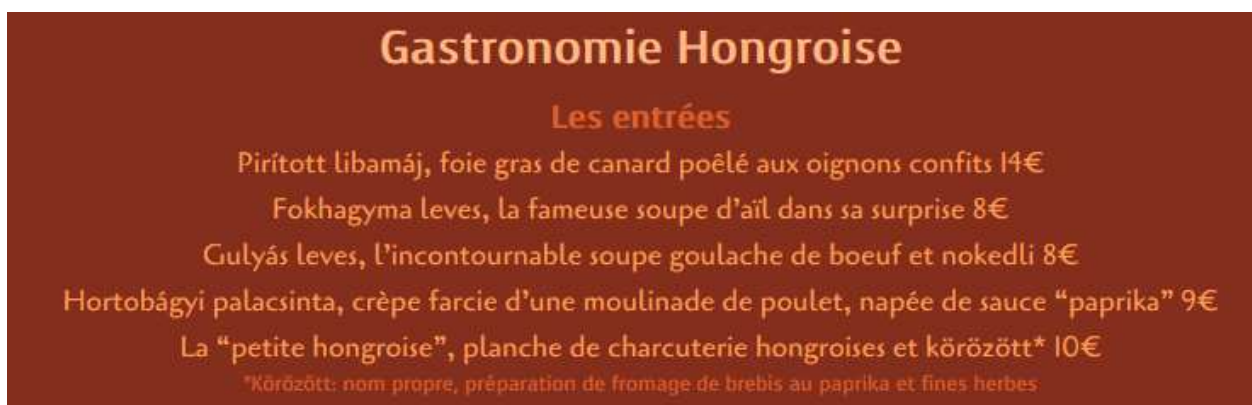 Gastronomie Hongroise
Les entrées
Pirított libamáj, foie gras de canard poêlé aux oignons confits 14€
Fokhagyma leves, la fameuse soupe d’aïl dans sa surprise 8€
Gulyás leves, l’incontournable soupe goulache de boeuf et nokedli 8€
Hortobágyi palacsinta, crèpe farcie d’une moulinade de poulet, napée de sauce “paprika” 9€
La “petite hongroise”, planche de charcuterie hongroises et körözött* 10€
*Körözött: nom propre, préparation de fromage de brebis au paprika et fines herbes